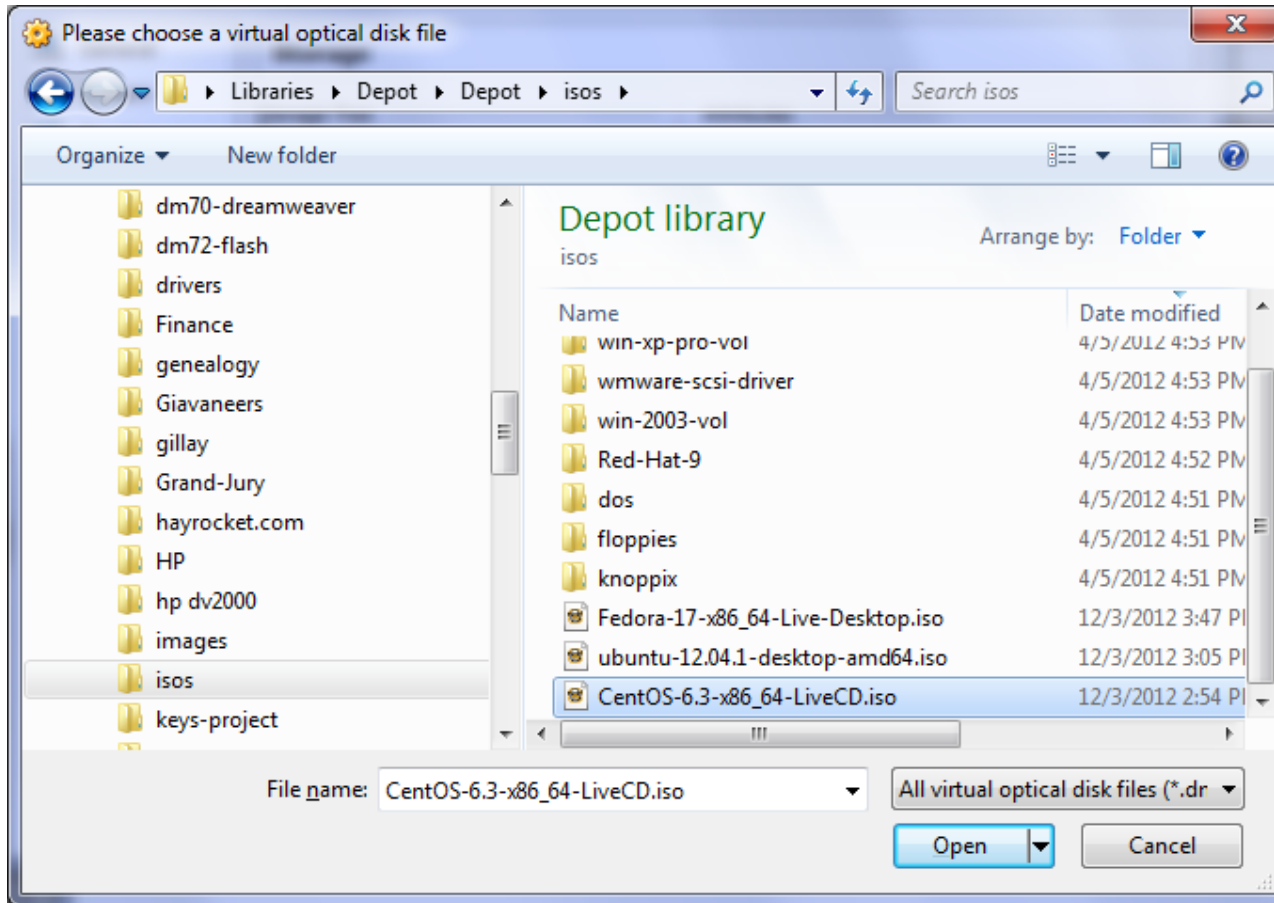 Please choose a virtual optical disk file
Libraries Depot Depot isos
Search isos
Organize New folder
dm70-dreamweaver
dm72-flash
drivers
Finance
genealogy
Giavaneers
gillay
Grand-Jury
hayrocket.com
HP
hp dv2000
images
isos
keys-project
Depot library
isos
Arrange by: Folder
Name Date modified
win-xp-pro-vol 4/5/2012 4:53 PM
wmware-scsi-driver 4/5/2012 4:53 PM
win-2003-vol 4/5/2012 4:53 PM
Red-Hat-9 4/5/2012 4:52 PM
dos 4/5/2012 4:51 PM
floppies 4/5/2012 4:51 PM
knoppix 4/5/2012 4:51 PM
Fedora-17-x86_64-Live-Desktop.iso 12/3/2012 3:47 P
ubuntu-12.04.1-desktop-amd64.iso 12/3/2012 3:05 P
CentOS-6.3-x86_64-LiveCD.iso 12/3/2012 2:54 P
File name: CentOS-6.3-x86_64-LiveCD.iso All virtual optical disk files (*.dr
Open Cancel